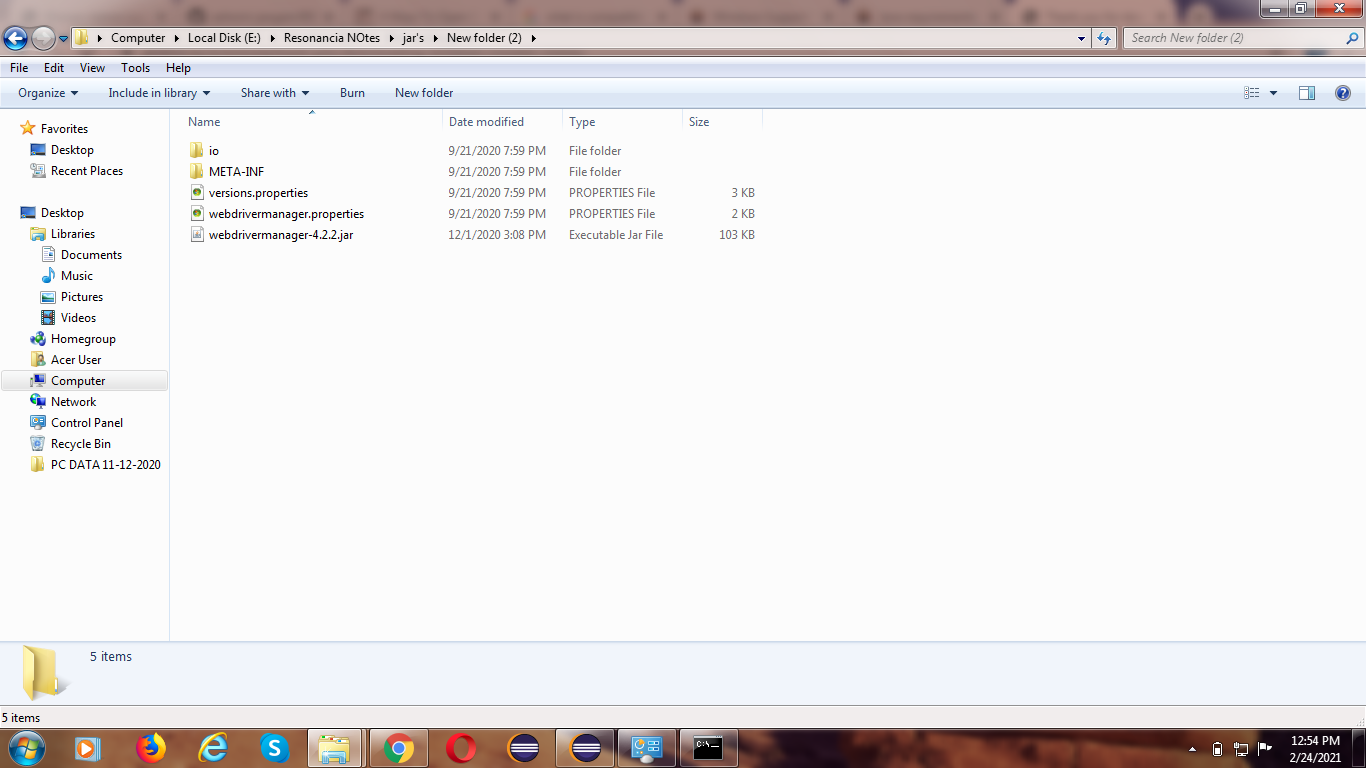 Computer Local Disk (E:) Resonancia NOtes jar's New folder (2) Search New folder (2)
File Edit View Tools Help
Organize Include in library Share with Burn New folder
Name Date modified Type Size
Favorites
Desktop
Recent Places
Desktop
Libraries
Documents
Music
Pictures
Videos
Homegroup
Acer User
Computer
Network
Control Panel
Recycle Bin
PC DATA 11-12-2020
io 9/21/2020 7:59 PM File folder
META-INF 9/21/2020 7:59 PM File folder
versions.properties 9/21/2020 7:59 PM PROPERTIES File 3 KB
webdrivermanager.properties 9/21/2020 7:59 PM PROPERTIES File 2 KB
webdrivermanager-4.2.2.jar 12/1/2020 3:08 PM Executable Jar File 103 KB
5 items
5 items
C:\_
12:54 PM
2/24/2021